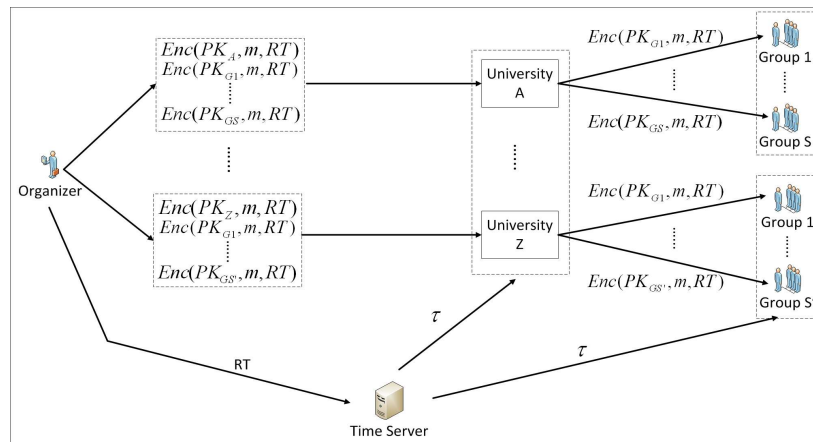 Enc(PK_A, m, RT)
Enc(PK_G1, m, RT)
Enc(PK_GS, m, RT)
University
A
Enc(PK_G1, m, RT)
Enc(PK_GS, m, RT)
Group 1
Group S
Organizer
Enc(PK_Z, m, RT)
Enc(PK_G1, m, RT)
Enc(PK_GS', m, RT)
University
Z
Enc(PK_G1, m, RT)
Enc(PK_GS', m, RT)
Group 1
Group S'
RT
τ
τ
Time Server